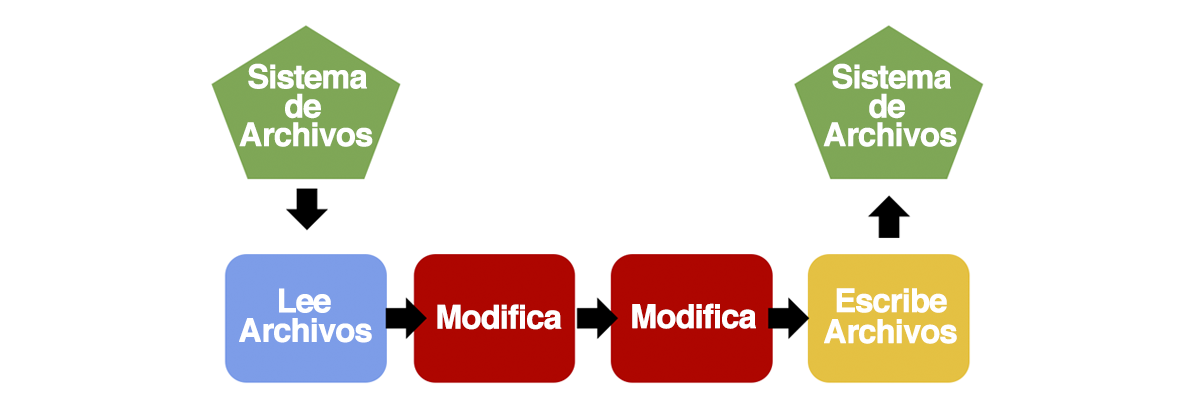 Sistema
de
Archivos
Sistema
de
Archivos
Lee
Archivos
Modifica
Modifica
Escribe
Archivos